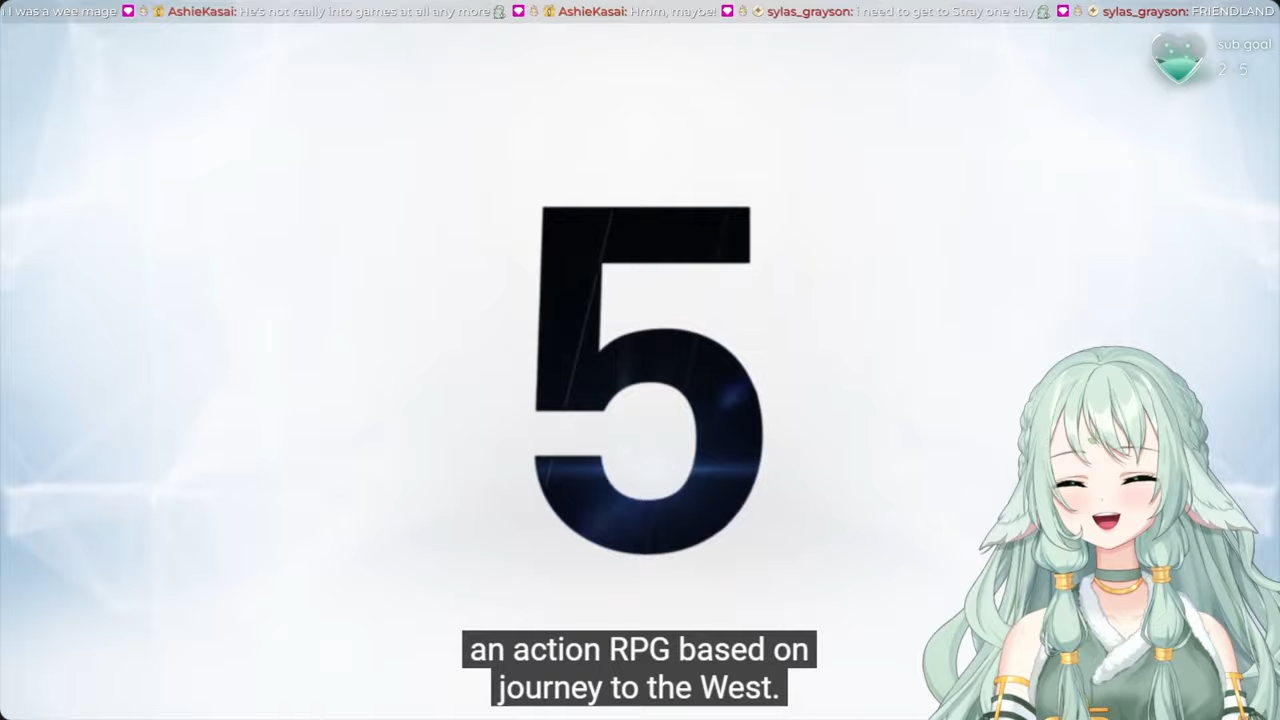 I was a wee mage AshieKasai: He's not really into games at all any more AshieKasai: Hmm, maybe! sylas_grayson: i need to get to Stray one day sylas_grayson: FRIENDLAND
sub goal
2 5
5
an action RPG based on
journey to the West.